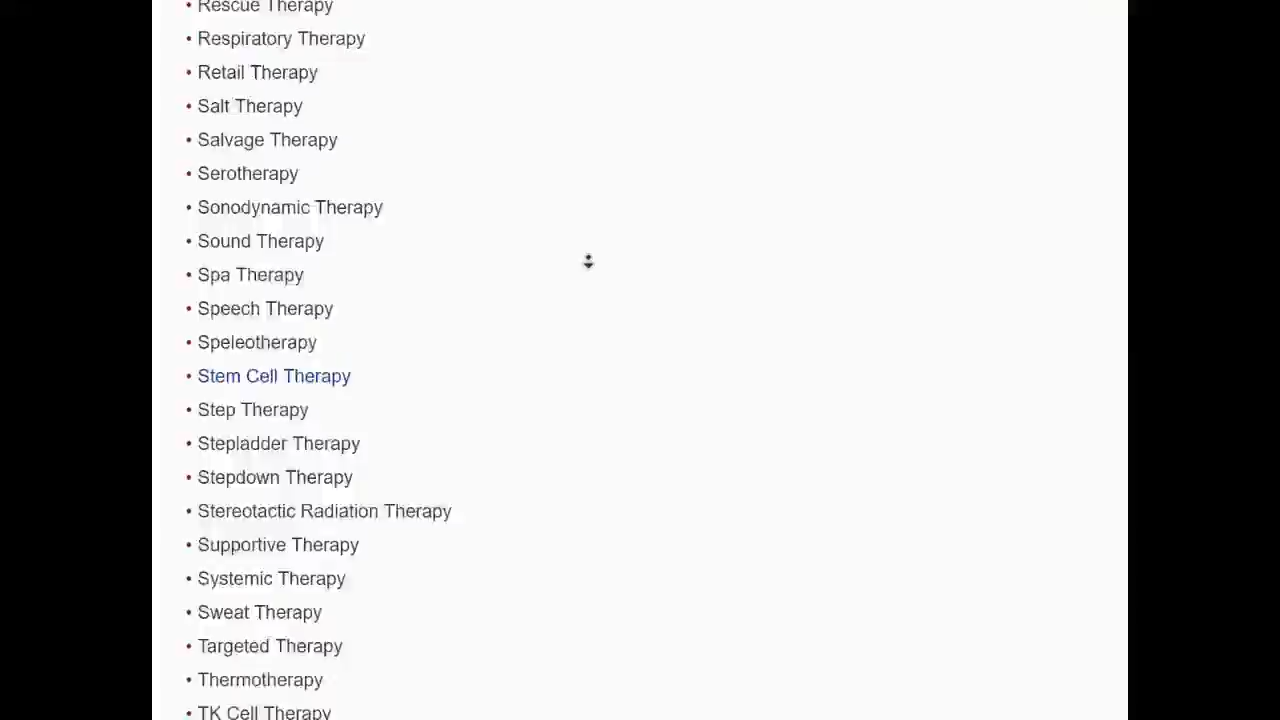 • Rescue Therapy
• Respiratory Therapy
• Retail Therapy
• Salt Therapy
• Salvage Therapy
• Serotherapy
• Sonodynamic Therapy
• Sound Therapy
• Spa Therapy
• Speech Therapy
• Speleotherapy
• Stem Cell Therapy
• Step Therapy
• Stepladder Therapy
• Stepdown Therapy
• Stereotactic Radiation Therapy
• Supportive Therapy
• Systemic Therapy
• Sweat Therapy
• Targeted Therapy
• Thermotherapy
• TK Cell Therapy